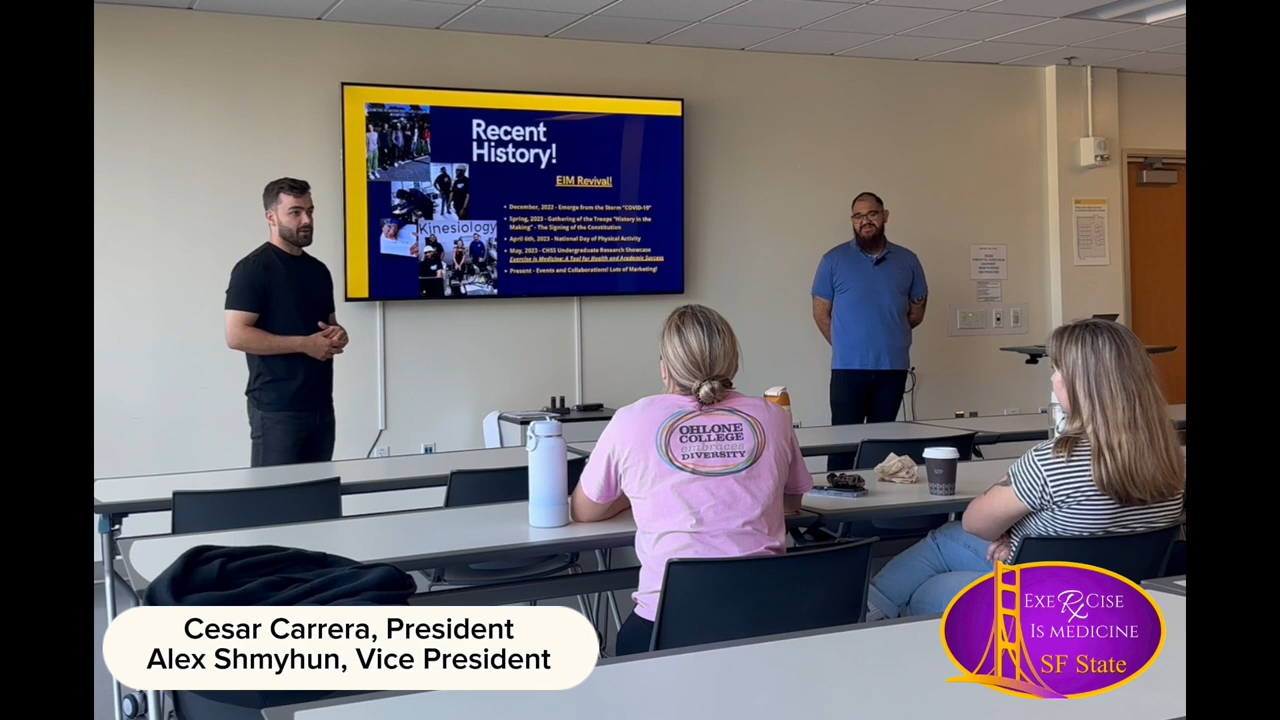 Recent
History!
EIM Revival!
December, 2022 - Emerge from the Storm "COVID-19"
Spring, 2023 - Gathering of the Troops "History in the
Making" - The Signing of the Constitution
April 6th, 2023 - National Day of Physical Activity
May, 2023 - CHSS Undergraduate Research Showcase
Exercise is Medicine: A Tool for Health and Academic Success
Present - Events and Collaborations! Lots of Marketing!
Kinesiology
OHLONE
COLLEGE
embraces
DIVERSITY
Cesar Carrera, President
Alex Shmyhun, Vice President
EXERCISE
IS MEDICINE
SF State